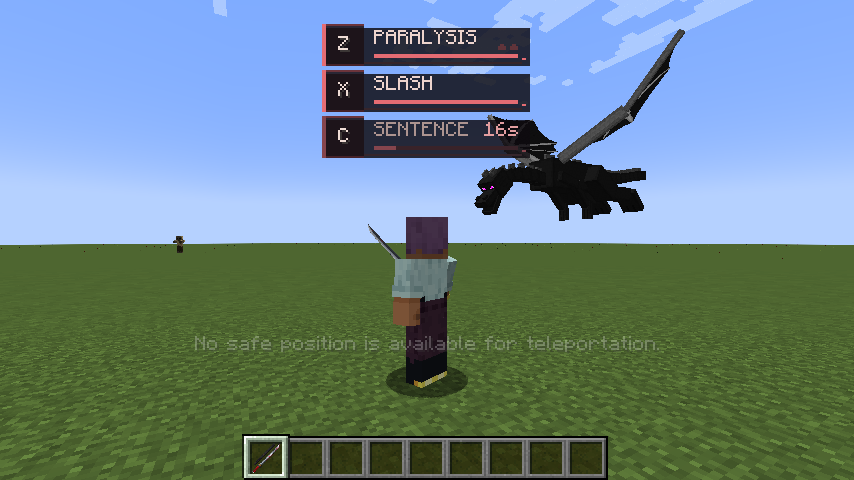 Z PARALYSIS
X SLASH
C SENTENCE 16s
No safe position is available for teleportation.